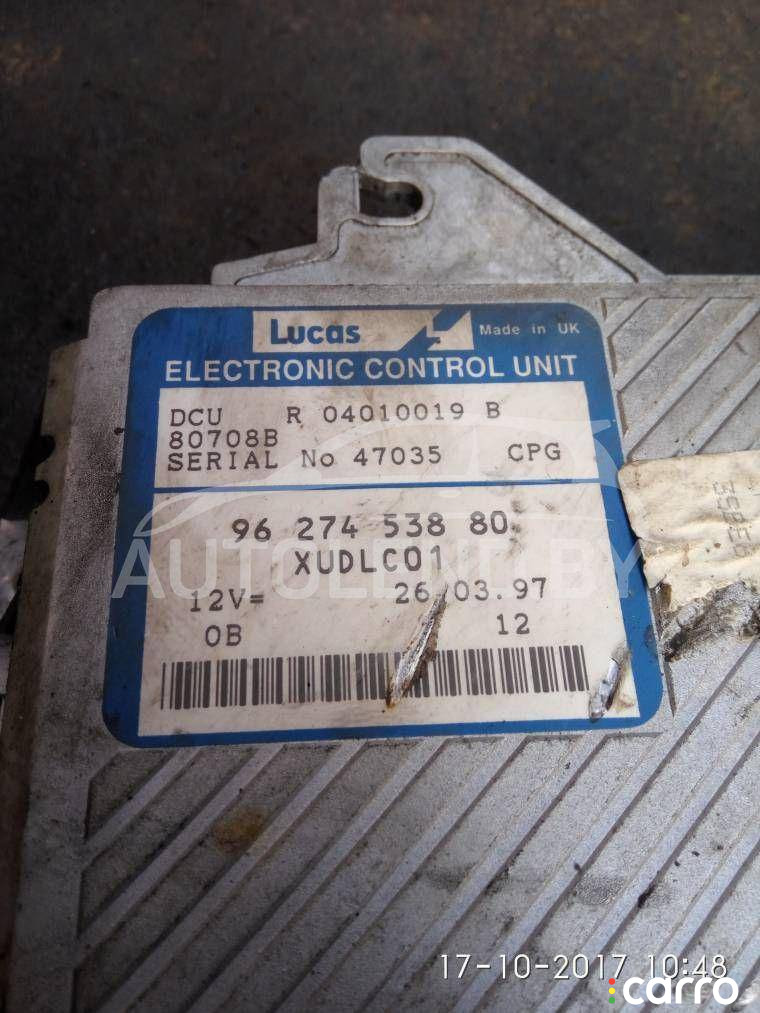 Lucas Made in UK
ELECTRONIC CONTROL UNIT
DCU R 04010019 B
80708B
SERIAL No 47035 CPG
96 274 538 80
XUDLC01
AUTOLEND.BY
12V= 26/03.97
0B 12
17-10-2017 10:48
carro